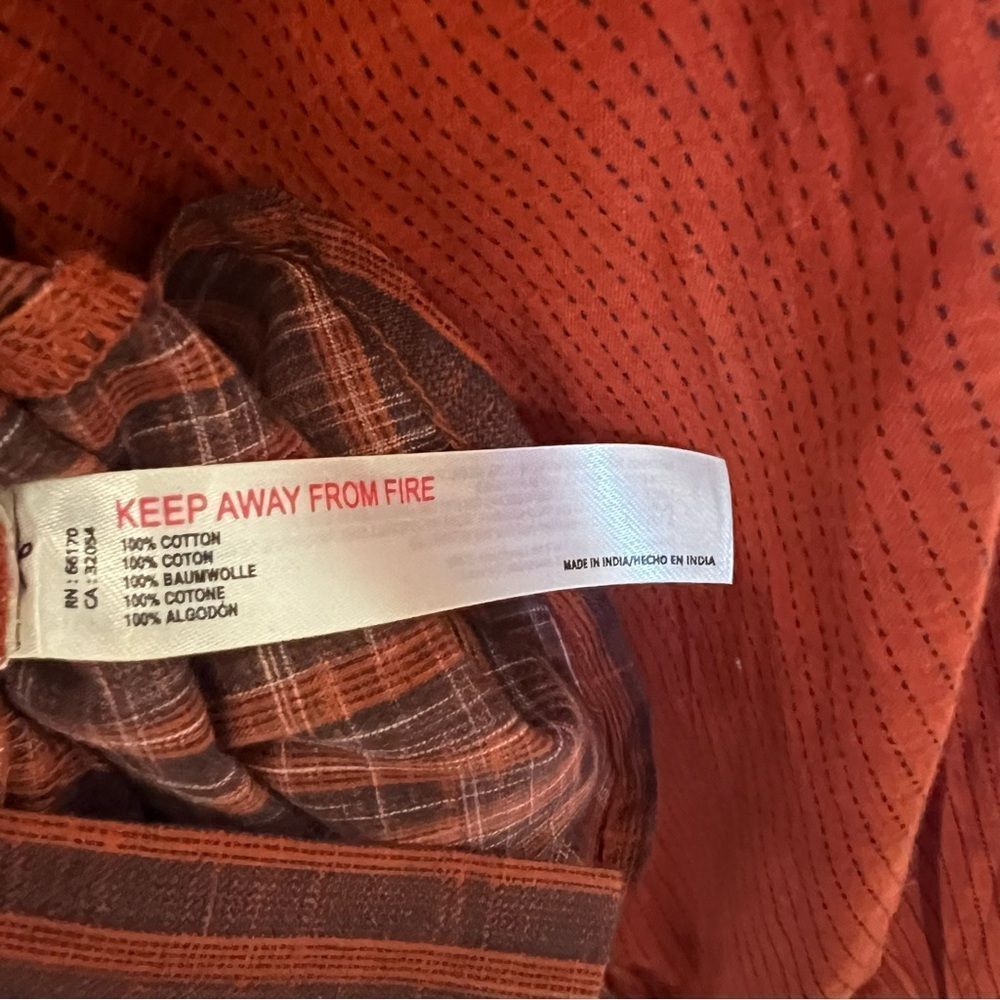 KEEP AWAY FROM FIRE
100% COTTON
100% COTON
100% BAUMWOLLE
100% COTONE
100% ALGODÓN
RN : 66170
CA : 32054
MADE IN INDIA/HECHO EN INDIA